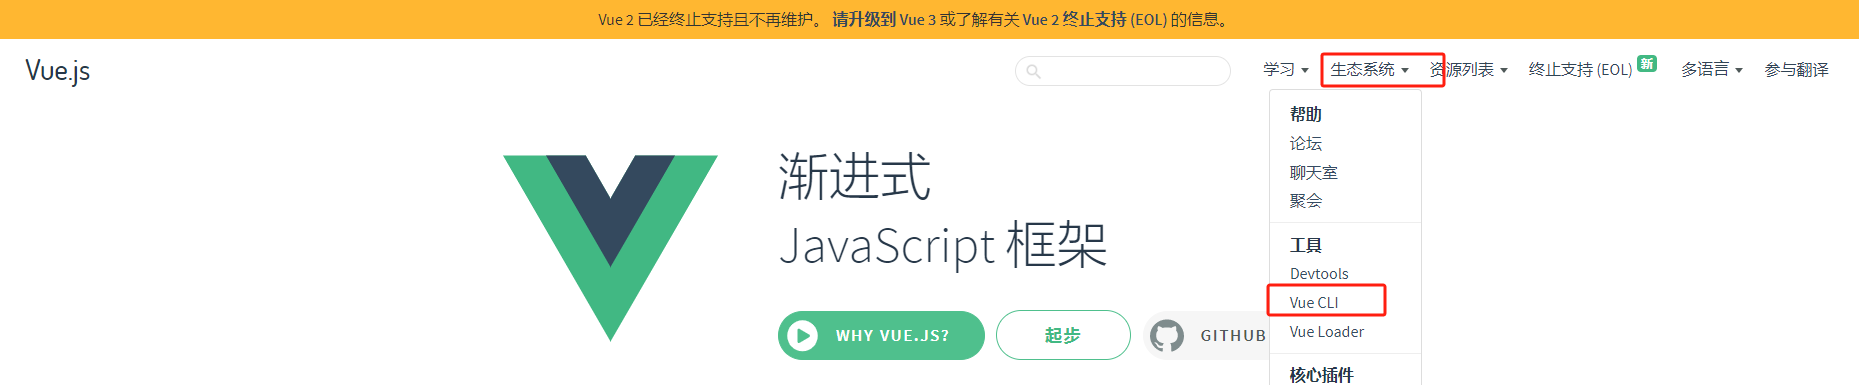 Vue 2 已经终止支持且不再维护。 请升级到 Vue 3 或了解有关 Vue 2 终止支持 (EOL) 的信息。
Vue.js
学习 生态系统 资源列表 终止支持 (EOL) 新 多语言 参与翻译
帮助
论坛
聊天室
聚会
工具
Devtools
Vue CLI
Vue Loader
核心插件
渐进式
JavaScript 框架
WHY VUE.JS? 起步 GITHUB